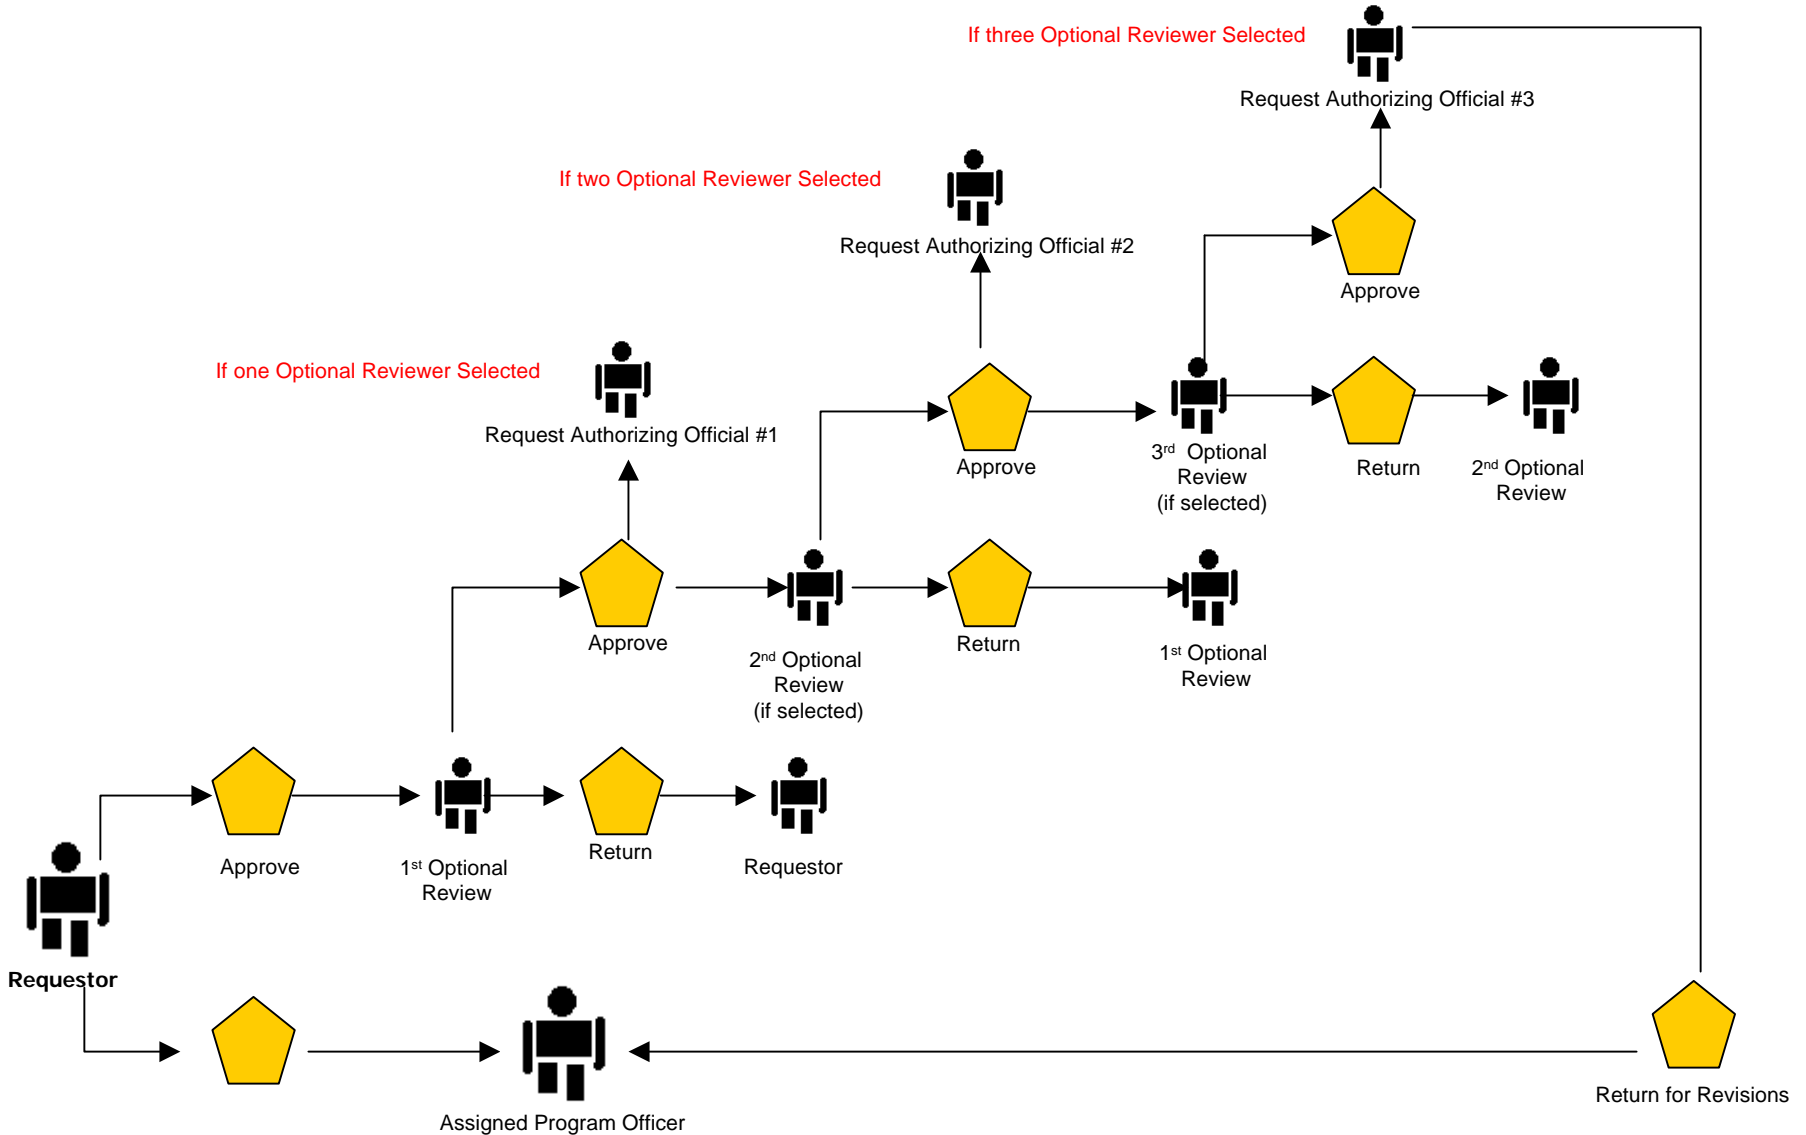 If three Optional Reviewer Selected
Request Authorizing Official #3
If two Optional Reviewer Selected
Request Authorizing Official #2
Approve
If one Optional Reviewer Selected
Request Authorizing Official #1
Approve
3rd Optional
Review
(if selected)
Return
2nd Optional
Review
Approve
2nd Optional
Review
(if selected)
Return
1st Optional
Review
Approve
1st Optional
Review
Return
Requestor
Requestor
Assigned Program Officer
Return for Revisions